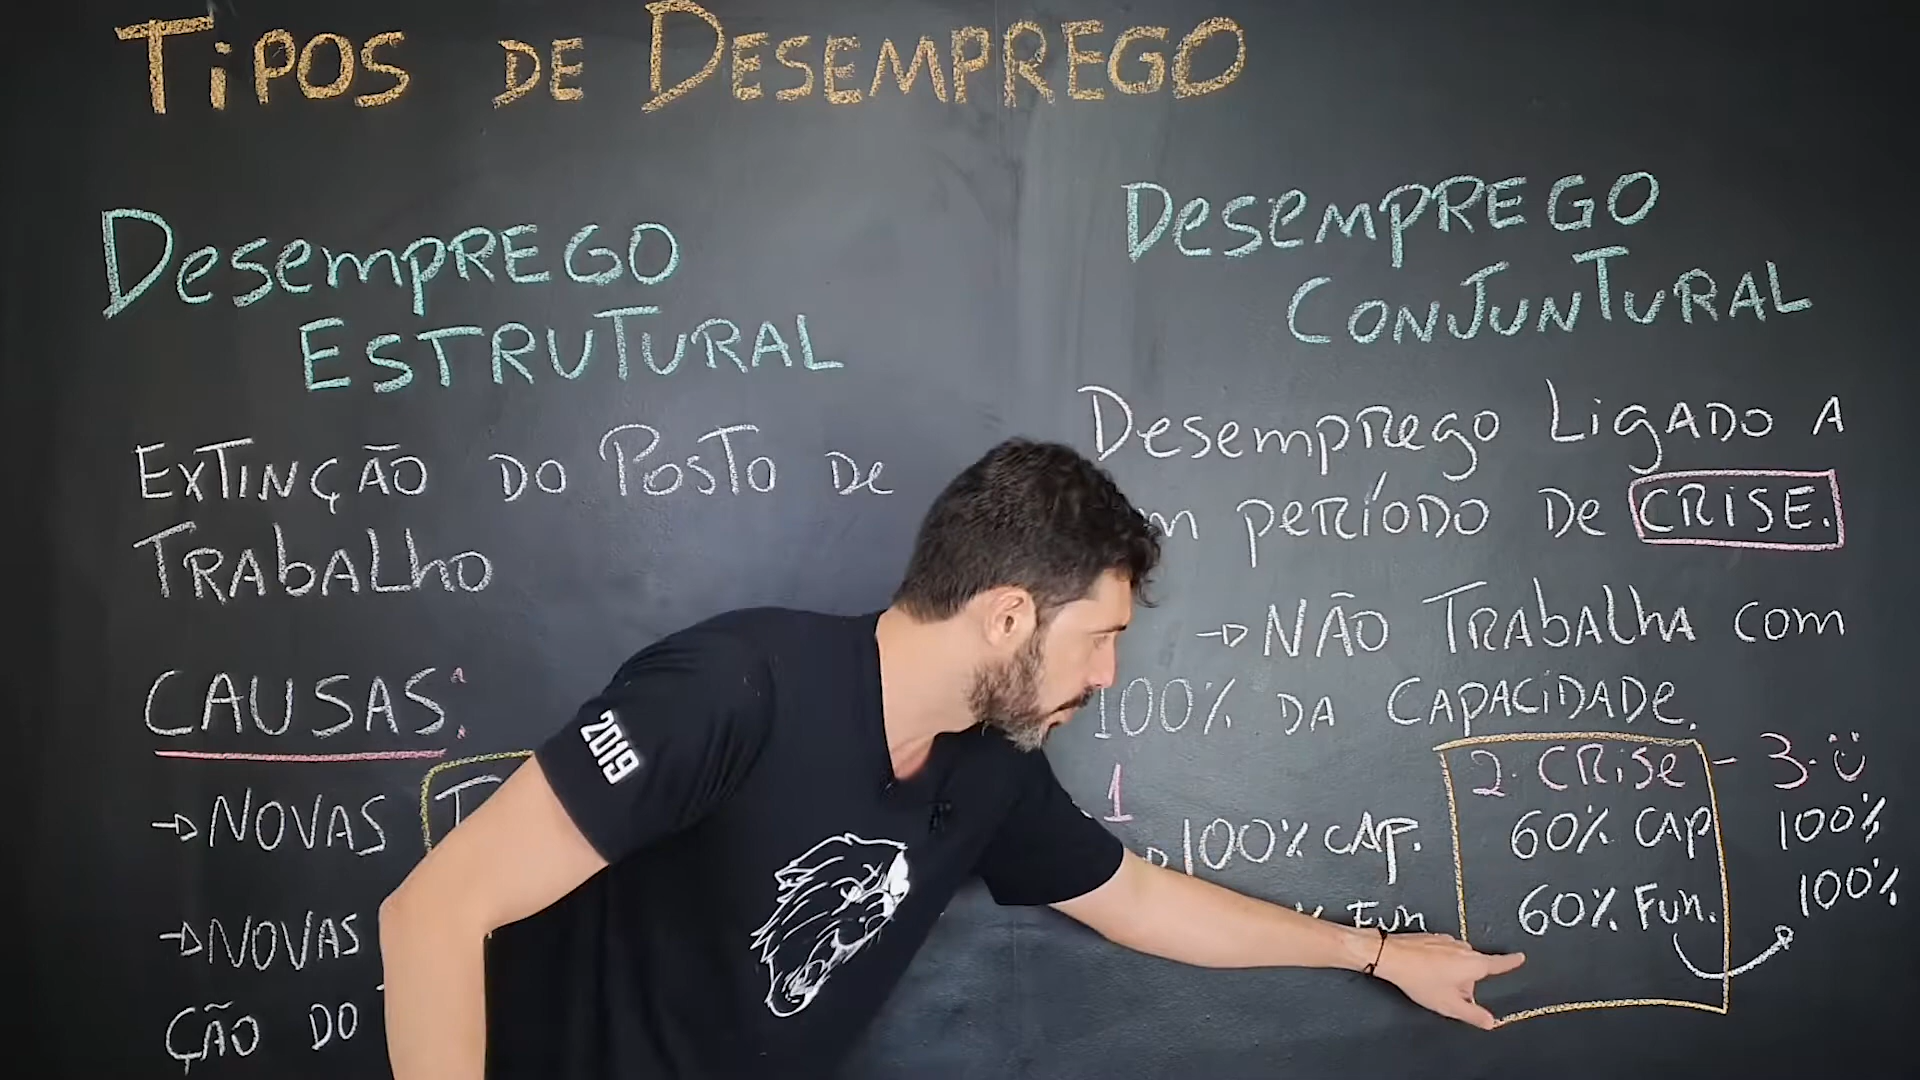 TIPOS DE DESEMPREGO
DESEMPREGO
ESTRUTURAL
EXTINÇÃO DO POSTO DE
TRABALHO
CAUSAS:
→ NOVAS
→ NOVAS
ÇÃO DO
2019
DESEMPREGO
CONJUNTURAL
Desemprego Ligado A
período de CRISE.
→ NÃO TRABALHA com
100% DA CAPACIDADE.
1
100% CAP.
% Fun
2. CRISE - 3. Ü
60% CAP 100%
60% Fun. 100%